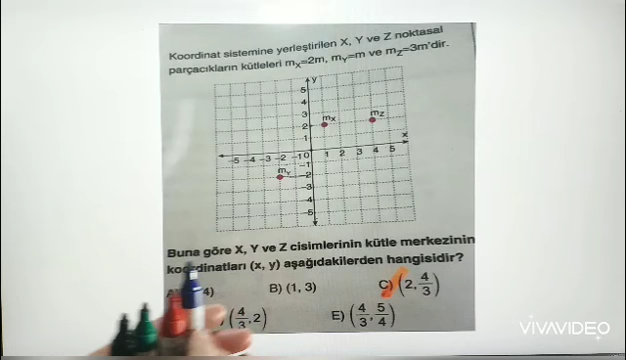 Koordinat sistemine yerleştirilen X, Y ve Z noktasal
parçacıkların kütleleri mX=2m, mY=m ve mZ=3m'dir.
y
5
4
3
2
1
mX
mZ
x
-5 -4 -3 -2 -1 0 1 2 3 4 5
mY
-1
-2
-3
-4
-5
Buna göre X, Y ve Z cisimlerinin kütle merkezinin
koordinatları (x, y) aşağıdakilerden hangisidir?
4)
B) (1, 3)
C) (2, 4/3)
(4/3, 2)
E) (4/3, 5/4)
VIVAVIDEO